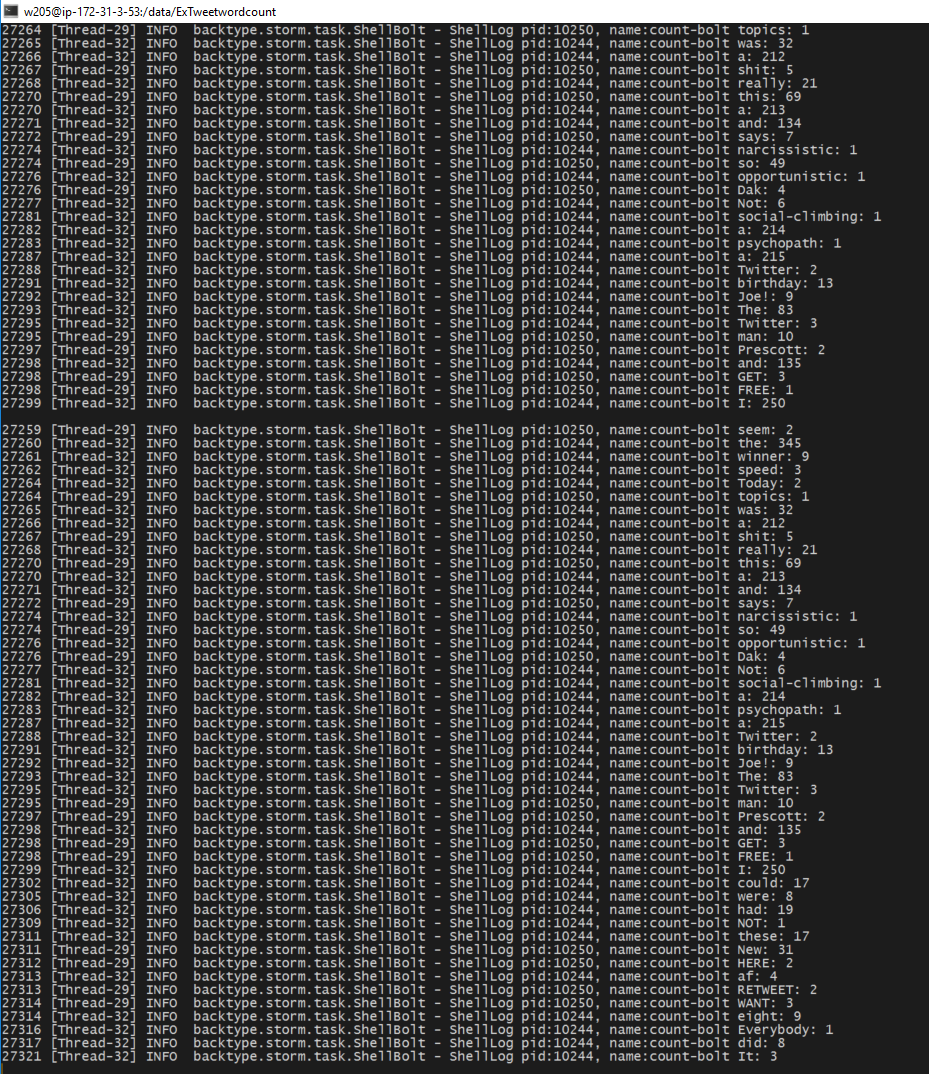 w205@ip-172-31-3-53:/data/ExTweetwordcount
27264 [Thread-29] INFO  backtype.storm.task.ShellBolt - ShellLog pid:10250, name:count-bolt topics: 1
27265 [Thread-32] INFO  backtype.storm.task.ShellBolt - ShellLog pid:10244, name:count-bolt was: 32
27266 [Thread-32] INFO  backtype.storm.task.ShellBolt - ShellLog pid:10244, name:count-bolt a: 212
27267 [Thread-29] INFO  backtype.storm.task.ShellBolt - ShellLog pid:10250, name:count-bolt shit: 5
27268 [Thread-32] INFO  backtype.storm.task.ShellBolt - ShellLog pid:10244, name:count-bolt really: 21
27270 [Thread-29] INFO  backtype.storm.task.ShellBolt - ShellLog pid:10250, name:count-bolt this: 69
27270 [Thread-32] INFO  backtype.storm.task.ShellBolt - ShellLog pid:10244, name:count-bolt a: 213
27271 [Thread-32] INFO  backtype.storm.task.ShellBolt - ShellLog pid:10244, name:count-bolt and: 134
27272 [Thread-29] INFO  backtype.storm.task.ShellBolt - ShellLog pid:10250, name:count-bolt says: 7
27274 [Thread-32] INFO  backtype.storm.task.ShellBolt - ShellLog pid:10244, name:count-bolt narcissistic: 1
27274 [Thread-29] INFO  backtype.storm.task.ShellBolt - ShellLog pid:10250, name:count-bolt so: 49
27276 [Thread-32] INFO  backtype.storm.task.ShellBolt - ShellLog pid:10244, name:count-bolt opportunistic: 1
27276 [Thread-29] INFO  backtype.storm.task.ShellBolt - ShellLog pid:10250, name:count-bolt Dak: 4
27277 [Thread-32] INFO  backtype.storm.task.ShellBolt - ShellLog pid:10244, name:count-bolt Not: 6
27281 [Thread-32] INFO  backtype.storm.task.ShellBolt - ShellLog pid:10244, name:count-bolt social-climbing: 1
27282 [Thread-32] INFO  backtype.storm.task.ShellBolt - ShellLog pid:10244, name:count-bolt a: 214
27283 [Thread-32] INFO  backtype.storm.task.ShellBolt - ShellLog pid:10244, name:count-bolt psychopath: 1
27287 [Thread-32] INFO  backtype.storm.task.ShellBolt - ShellLog pid:10244, name:count-bolt a: 215
27288 [Thread-32] INFO  backtype.storm.task.ShellBolt - ShellLog pid:10244, name:count-bolt Twitter: 2
27291 [Thread-32] INFO  backtype.storm.task.ShellBolt - ShellLog pid:10244, name:count-bolt birthday: 13
27292 [Thread-32] INFO  backtype.storm.task.ShellBolt - ShellLog pid:10244, name:count-bolt Joe!: 9
27293 [Thread-32] INFO  backtype.storm.task.ShellBolt - ShellLog pid:10244, name:count-bolt The: 83
27295 [Thread-32] INFO  backtype.storm.task.ShellBolt - ShellLog pid:10244, name:count-bolt Twitter: 3
27295 [Thread-29] INFO  backtype.storm.task.ShellBolt - ShellLog pid:10250, name:count-bolt man: 10
27297 [Thread-29] INFO  backtype.storm.task.ShellBolt - ShellLog pid:10250, name:count-bolt Prescott: 2
27298 [Thread-32] INFO  backtype.storm.task.ShellBolt - ShellLog pid:10244, name:count-bolt and: 135
27298 [Thread-29] INFO  backtype.storm.task.ShellBolt - ShellLog pid:10250, name:count-bolt GET: 3
27298 [Thread-29] INFO  backtype.storm.task.ShellBolt - ShellLog pid:10250, name:count-bolt FREE: 1
27299 [Thread-32] INFO  backtype.storm.task.ShellBolt - ShellLog pid:10244, name:count-bolt I: 250
27259 [Thread-29] INFO  backtype.storm.task.ShellBolt - ShellLog pid:10250, name:count-bolt seem: 2
27260 [Thread-32] INFO  backtype.storm.task.ShellBolt - ShellLog pid:10244, name:count-bolt the: 345
27261 [Thread-32] INFO  backtype.storm.task.ShellBolt - ShellLog pid:10244, name:count-bolt winner: 9
27262 [Thread-32] INFO  backtype.storm.task.ShellBolt - ShellLog pid:10244, name:count-bolt speed: 3
27264 [Thread-32] INFO  backtype.storm.task.ShellBolt - ShellLog pid:10244, name:count-bolt Today: 2
27264 [Thread-29] INFO  backtype.storm.task.ShellBolt - ShellLog pid:10250, name:count-bolt topics: 1
27265 [Thread-32] INFO  backtype.storm.task.ShellBolt - ShellLog pid:10244, name:count-bolt was: 32
27266 [Thread-32] INFO  backtype.storm.task.ShellBolt - ShellLog pid:10244, name:count-bolt a: 212
27267 [Thread-29] INFO  backtype.storm.task.ShellBolt - ShellLog pid:10250, name:count-bolt shit: 5
27268 [Thread-32] INFO  backtype.storm.task.ShellBolt - ShellLog pid:10244, name:count-bolt really: 21
27270 [Thread-29] INFO  backtype.storm.task.ShellBolt - ShellLog pid:10250, name:count-bolt this: 69
27270 [Thread-32] INFO  backtype.storm.task.ShellBolt - ShellLog pid:10244, name:count-bolt a: 213
27271 [Thread-32] INFO  backtype.storm.task.ShellBolt - ShellLog pid:10244, name:count-bolt and: 134
27272 [Thread-29] INFO  backtype.storm.task.ShellBolt - ShellLog pid:10250, name:count-bolt says: 7
27274 [Thread-32] INFO  backtype.storm.task.ShellBolt - ShellLog pid:10244, name:count-bolt narcissistic: 1
27274 [Thread-29] INFO  backtype.storm.task.ShellBolt - ShellLog pid:10250, name:count-bolt so: 49
27276 [Thread-32] INFO  backtype.storm.task.ShellBolt - ShellLog pid:10244, name:count-bolt opportunistic: 1
27276 [Thread-29] INFO  backtype.storm.task.ShellBolt - ShellLog pid:10250, name:count-bolt Dak: 4
27277 [Thread-32] INFO  backtype.storm.task.ShellBolt - ShellLog pid:10244, name:count-bolt Not: 6
27281 [Thread-32] INFO  backtype.storm.task.ShellBolt - ShellLog pid:10244, name:count-bolt social-climbing: 1
27282 [Thread-32] INFO  backtype.storm.task.ShellBolt - ShellLog pid:10244, name:count-bolt a: 214
27283 [Thread-32] INFO  backtype.storm.task.ShellBolt - ShellLog pid:10244, name:count-bolt psychopath: 1
27287 [Thread-32] INFO  backtype.storm.task.ShellBolt - ShellLog pid:10244, name:count-bolt a: 215
27288 [Thread-32] INFO  backtype.storm.task.ShellBolt - ShellLog pid:10244, name:count-bolt Twitter: 2
27291 [Thread-32] INFO  backtype.storm.task.ShellBolt - ShellLog pid:10244, name:count-bolt birthday: 13
27292 [Thread-32] INFO  backtype.storm.task.ShellBolt - ShellLog pid:10244, name:count-bolt Joe!: 9
27293 [Thread-32] INFO  backtype.storm.task.ShellBolt - ShellLog pid:10244, name:count-bolt The: 83
27295 [Thread-32] INFO  backtype.storm.task.ShellBolt - ShellLog pid:10244, name:count-bolt Twitter: 3
27295 [Thread-29] INFO  backtype.storm.task.ShellBolt - ShellLog pid:10250, name:count-bolt man: 10
27297 [Thread-29] INFO  backtype.storm.task.ShellBolt - ShellLog pid:10250, name:count-bolt Prescott: 2
27298 [Thread-32] INFO  backtype.storm.task.ShellBolt - ShellLog pid:10244, name:count-bolt and: 135
27298 [Thread-29] INFO  backtype.storm.task.ShellBolt - ShellLog pid:10250, name:count-bolt GET: 3
27298 [Thread-29] INFO  backtype.storm.task.ShellBolt - ShellLog pid:10250, name:count-bolt FREE: 1
27299 [Thread-32] INFO  backtype.storm.task.ShellBolt - ShellLog pid:10244, name:count-bolt I: 250
27302 [Thread-32] INFO  backtype.storm.task.ShellBolt - ShellLog pid:10244, name:count-bolt could: 17
27305 [Thread-29] INFO  backtype.storm.task.ShellBolt - ShellLog pid:10250, name:count-bolt were: 8
27306 [Thread-32] INFO  backtype.storm.task.ShellBolt - ShellLog pid:10244, name:count-bolt had: 19
27309 [Thread-29] INFO  backtype.storm.task.ShellBolt - ShellLog pid:10250, name:count-bolt NOT: 1
27311 [Thread-32] INFO  backtype.storm.task.ShellBolt - ShellLog pid:10244, name:count-bolt these: 17
27311 [Thread-29] INFO  backtype.storm.task.ShellBolt - ShellLog pid:10250, name:count-bolt New: 31
27312 [Thread-29] INFO  backtype.storm.task.ShellBolt - ShellLog pid:10250, name:count-bolt HERE: 2
27313 [Thread-32] INFO  backtype.storm.task.ShellBolt - ShellLog pid:10244, name:count-bolt af: 4
27313 [Thread-29] INFO  backtype.storm.task.ShellBolt - ShellLog pid:10250, name:count-bolt RETWEET: 2
27314 [Thread-29] INFO  backtype.storm.task.ShellBolt - ShellLog pid:10250, name:count-bolt WANT: 3
27314 [Thread-32] INFO  backtype.storm.task.ShellBolt - ShellLog pid:10244, name:count-bolt eight: 9
27316 [Thread-32] INFO  backtype.storm.task.ShellBolt - ShellLog pid:10244, name:count-bolt Everybody: 1
27317 [Thread-32] INFO  backtype.storm.task.ShellBolt - ShellLog pid:10244, name:count-bolt did: 8
27321 [Thread-32] INFO  backtype.storm.task.ShellBolt - ShellLog pid:10244, name:count-bolt It: 3